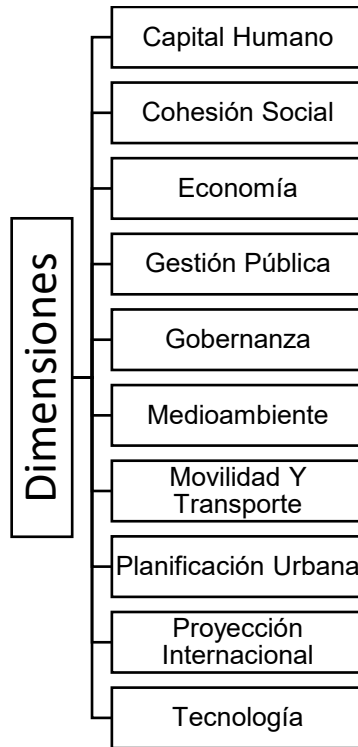 Dimensiones
Capital Humano
Cohesión Social
Economía
Gestión Pública
Gobernanza
Medioambiente
Movilidad Y
Transporte
Planificación Urbana
Proyección
Internacional
Tecnología